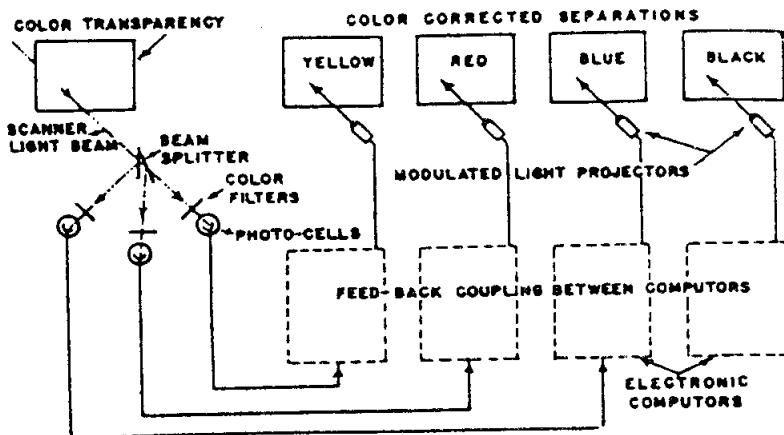 COLOR TRANSPARENCY
COLOR CORRECTED SEPARATIONS
YELLOW
RED
BLUE
BLACK
SCANNER
LIGHT BEAM
BEAM
SPLITTER
COLOR
FILTERS
PHOTO-CELLS
MODULATED LIGHT PROJECTORS
FEED-BACK COUPLING BETWEEN COMPUTORS
ELECTRONIC
COMPUTORS